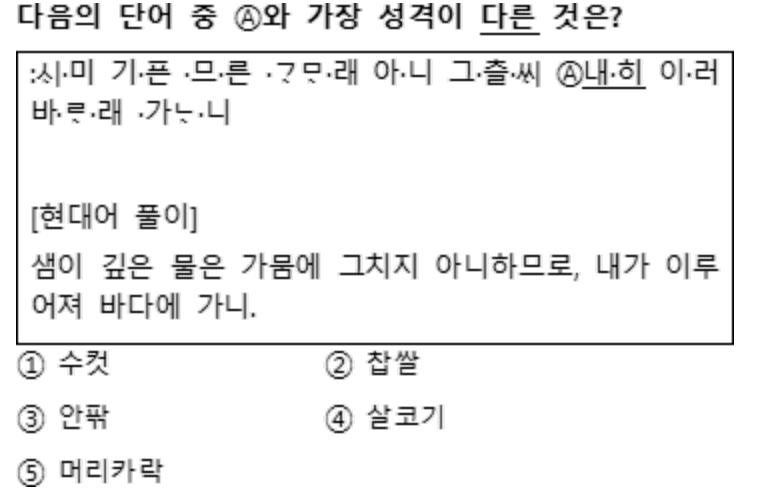 다음의 단어 중 Ⓐ와 가장 성격이 다른 것은?
:ᄉᆡ·미 기·픈 ·므·른 ·ᄀᆞᄆᆞ·래 아·니 그·츨·씨 Ⓐ내·히 이·러
바·ᄅᆞ·래 ·가ᄂᆞ·니
[현대어 풀이]
샘이 깊은 물은 가뭄에 그치지 아니하므로, 내가 이루
어져 바다에 가니.
① 수컷 ② 찹쌀
③ 안팎 ④ 살코기
⑤ 머리카락